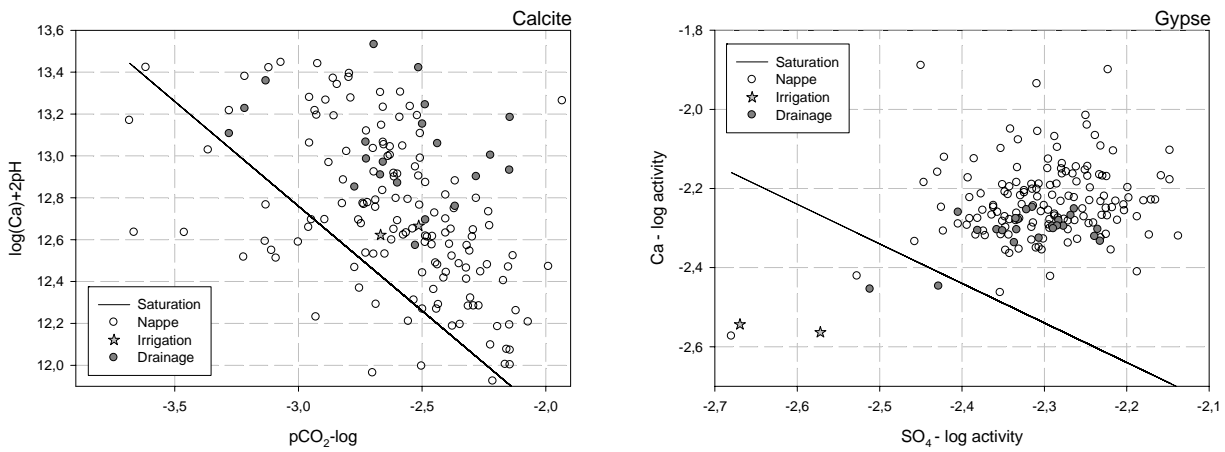 Calcite
13,6
13,4
13,2
13,0
12,8
12,6
12,4
12,2
12,0
log(Ca)+2pH
Saturation
Nappe
Irrigation
Drainage
-3,5 -3,0 -2,5 -2,0
pCO2-log
Gypse
-1,8
-2,0
-2,2
-2,4
-2,6
Ca - log activity
Saturation
Nappe
Irrigation
Drainage
-2,7 -2,6 -2,5 -2,4 -2,3 -2,2 -2,1
SO4 - log activity